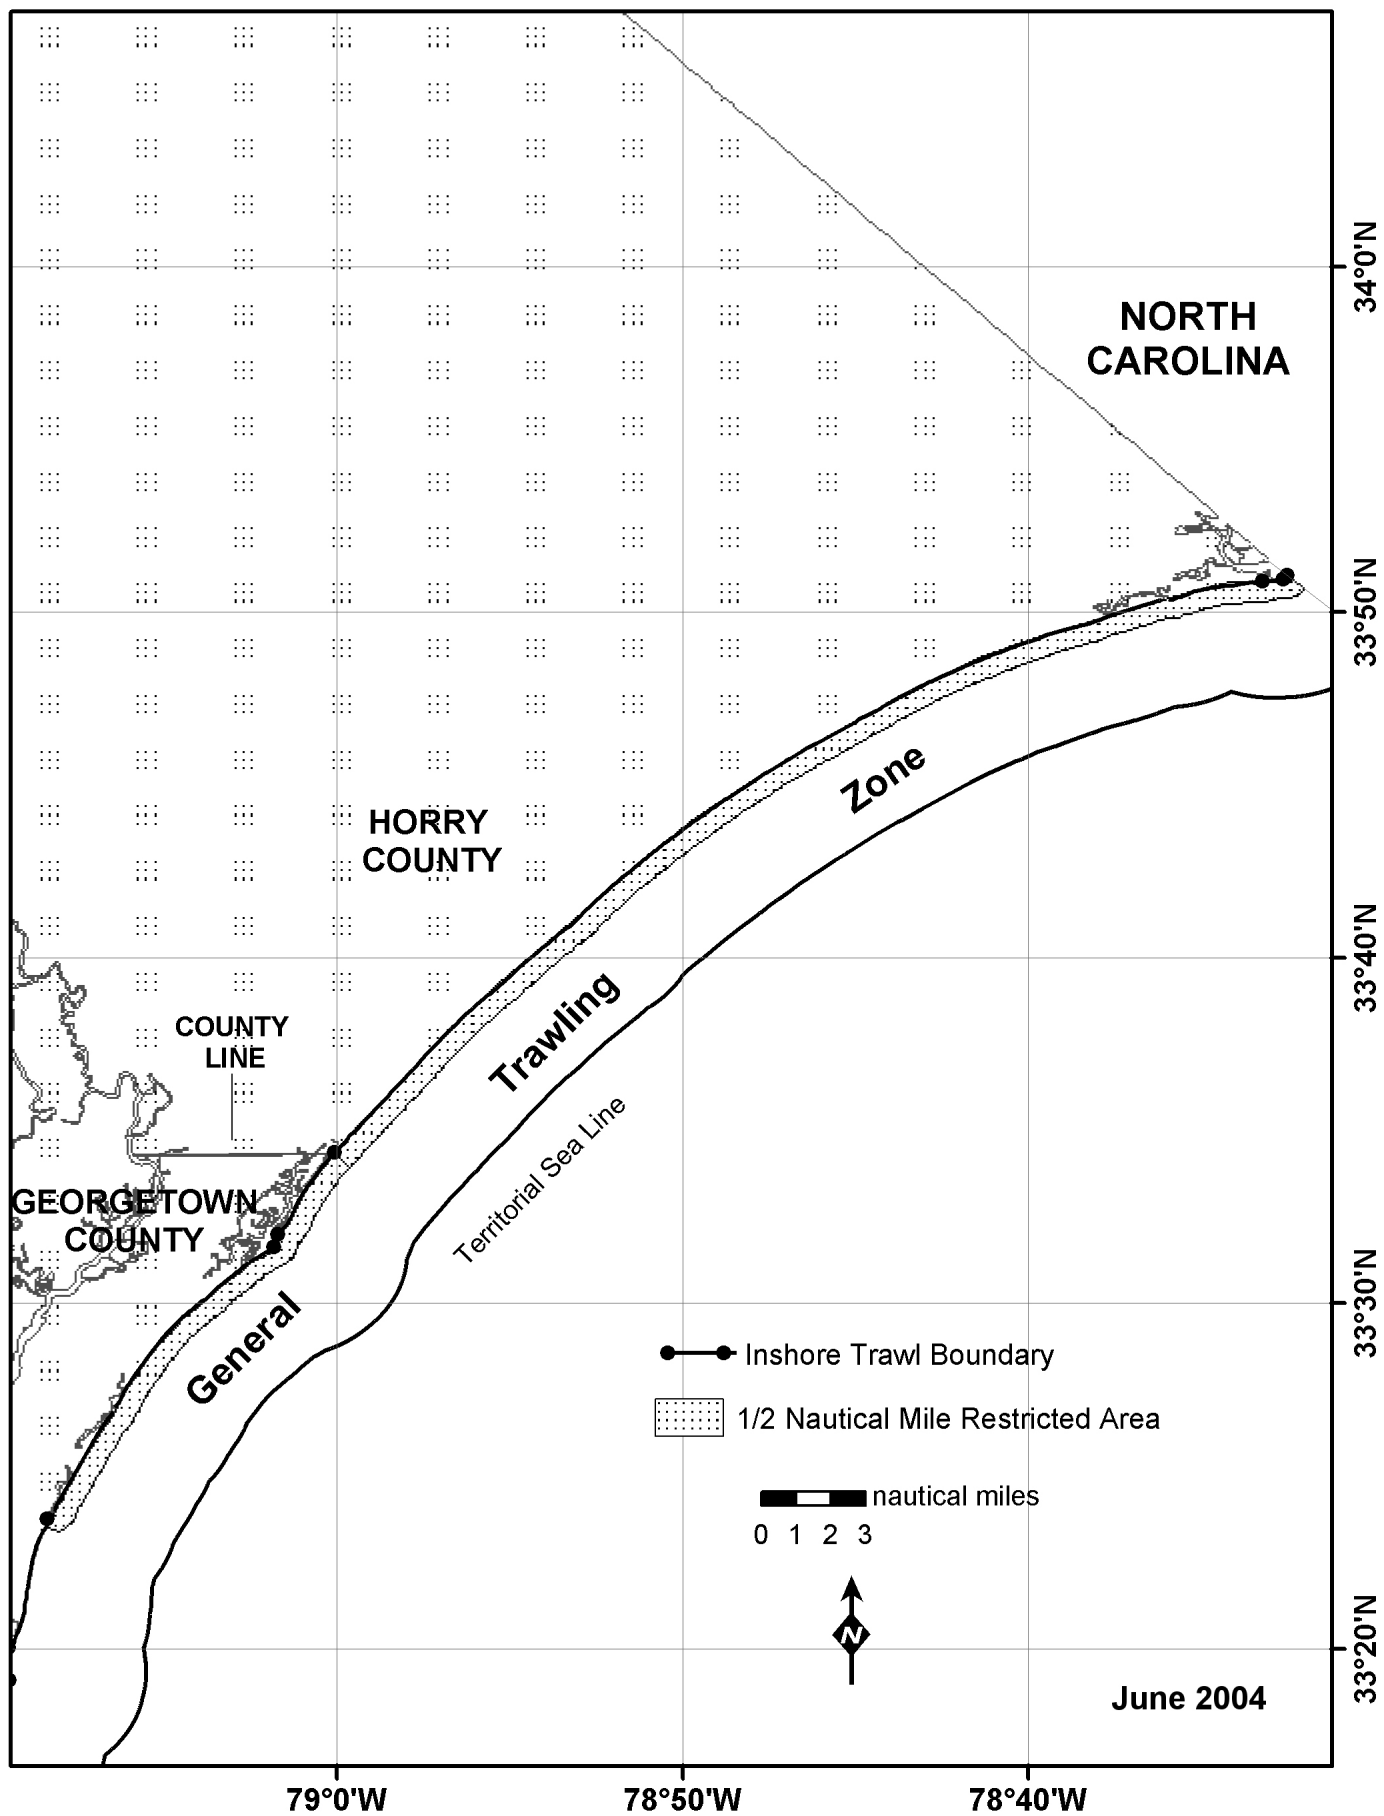 NORTH
CAROLINA
34°0'N
33°50'N
Zone
HORRY
COUNTY
33°40'N
Trawling
COUNTY
LINE
Territorial Sea Line
GEORGETOWN
COUNTY
33°30'N
General
Inshore Trawl Boundary
1/2 Nautical Mile Restricted Area
nautical miles
0 1 2 3
N
33°20'N
June 2004
79°0'W 78°50'W 78°40'W